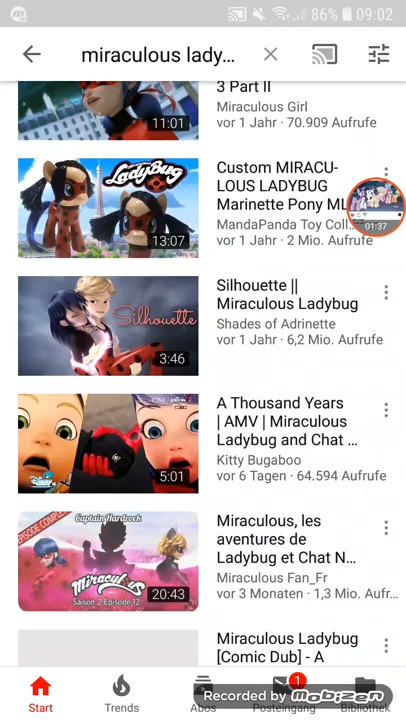 86% 09:02
miraculous lady...
3 Part II
Miraculous Girl
vor 1 Jahr · 70.909 Aufrufe
11:01
Custom MIRACU-
LOUS LADYBUG
Marinette Pony ML
MandaPanda Toy Coll...
vor 1 Jahr · 2 Mio. Aufrufe
LadyBug
13:07
01:37
Silhouette ||
Miraculous Ladybug
Shades of Adrinette
vor 1 Jahr · 6,2 Mio. Aufrufe
Silhouette
3:46
A Thousand Years
| AMV | Miraculous
Ladybug and Chat ...
Kitty Bugaboo
vor 6 Tagen · 64.594 Aufrufe
5:01
Miraculous, les
aventures de
Ladybug et Chat N...
Miraculous Fan_Fr
vor 3 Monaten · 1,3 Mio. Aufr...
EPISODE COMPLET
Captain Hardrock
Miraculous
Saison 2 Episode 12
20:43
Miraculous Ladybug
[Comic Dub] - A
1
Start
Trends
Abos
Posteingang
Bibliothek
Recorded by mobizen